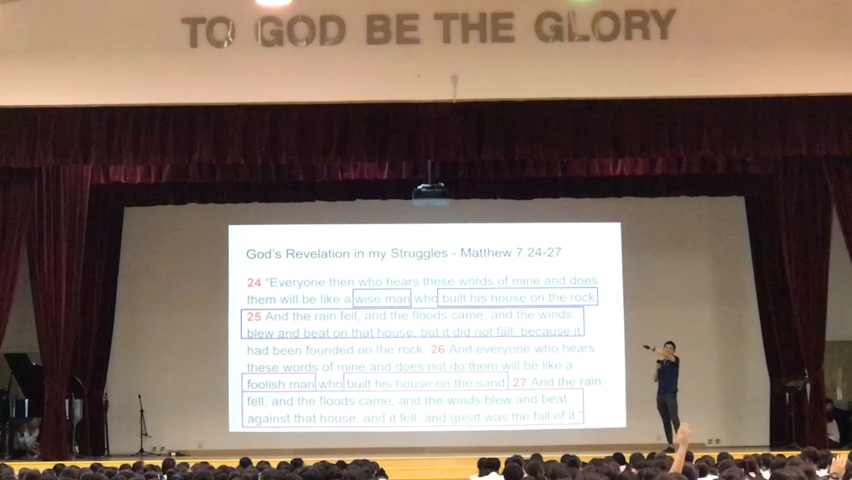 TO GOD BE THE GLORY
God's Revelation in my Struggles - Matthew 7.24-27
24 "Everyone then who hears these words of mine and does
them will be like a wise man who built his house on the rock.
25 And the rain fell, and the floods came, and the winds
blew and beat on that house, but it did not fall, because it
had been founded on the rock. 26 And everyone who hears
these words of mine and does not do them will be like a
foolish man who built his house on the sand. 27 And the rain
fell, and the floods came, and the winds blew and beat
against that house, and it fell, and great was the fall of it."